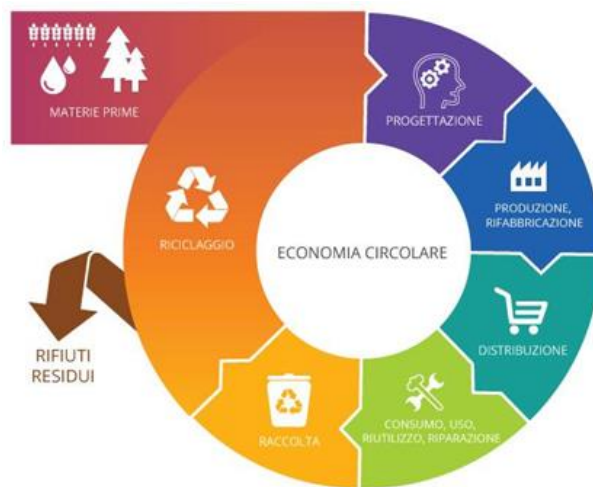 MATERIE PRIME
PROGETTAZIONE
PRODUZIONE,
RIFABBRICAZIONE
RICICLAGGIO
ECONOMIA CIRCOLARE
DISTRIBUZIONE
RIFIUTI
RESIDUI
CONSUMO, USO,
RIUTILIZZO, RIPARAZIONE
RACCOLTA